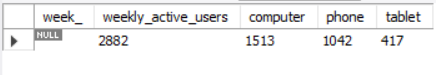 week_ weekly_active_users computer phone tablet
NULL 2882 1513 1042 417